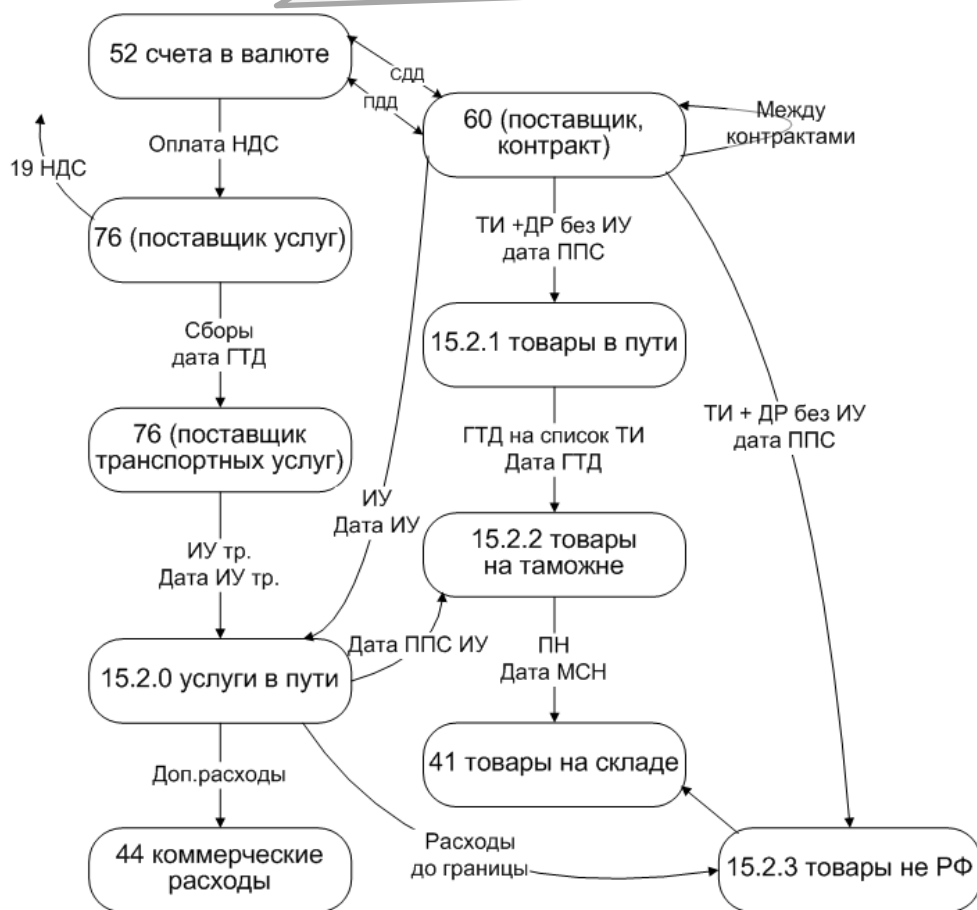 52 счета в валюте
СДД
ПДД
60 (поставщик,
контракт)
Между
контрактами
Оплата НДС
19 НДС
76 (поставщик услуг)
ТИ +ДР без ИУ
дата ППС
15.2.1 товары в пути
Сборы
дата ГТД
ТИ + ДР без ИУ
дата ППС
76 (поставщик
транспортных услуг)
ГТД на список ТИ
Дата ГТД
ИУ
Дата ИУ
15.2.2 товары
на таможне
ИУ тр.
Дата ИУ тр.
Дата ППС ИУ
ПН
Дата МСН
15.2.0 услуги в пути
41 товары на складе
Доп.расходы
Расходы
до границы
44 коммерческие
расходы
15.2.3 товары не РФ